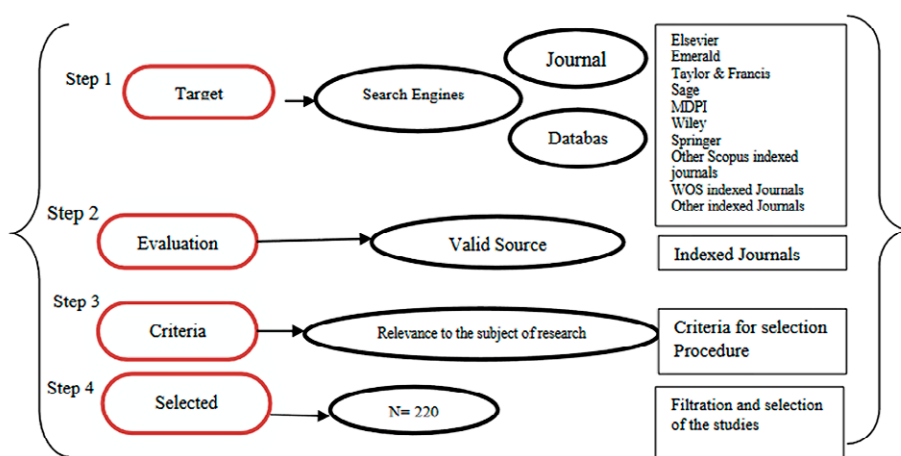 Step 1
Target
Search Engines
Journal
Databas
Elsevier
Emerald
Taylor & Francis
Sage
MDPI
Wiley
Springer
Other Scopus indexed
journals
WOS indexed Journals
Other indexed Journals
Step 2
Evaluation
Valid Source
Indexed Journals
Step 3
Criteria
Relevance to the subject of research
Criteria for selection
Procedure
Step 4
Selected
N= 220
Filtration and selection
of the studies